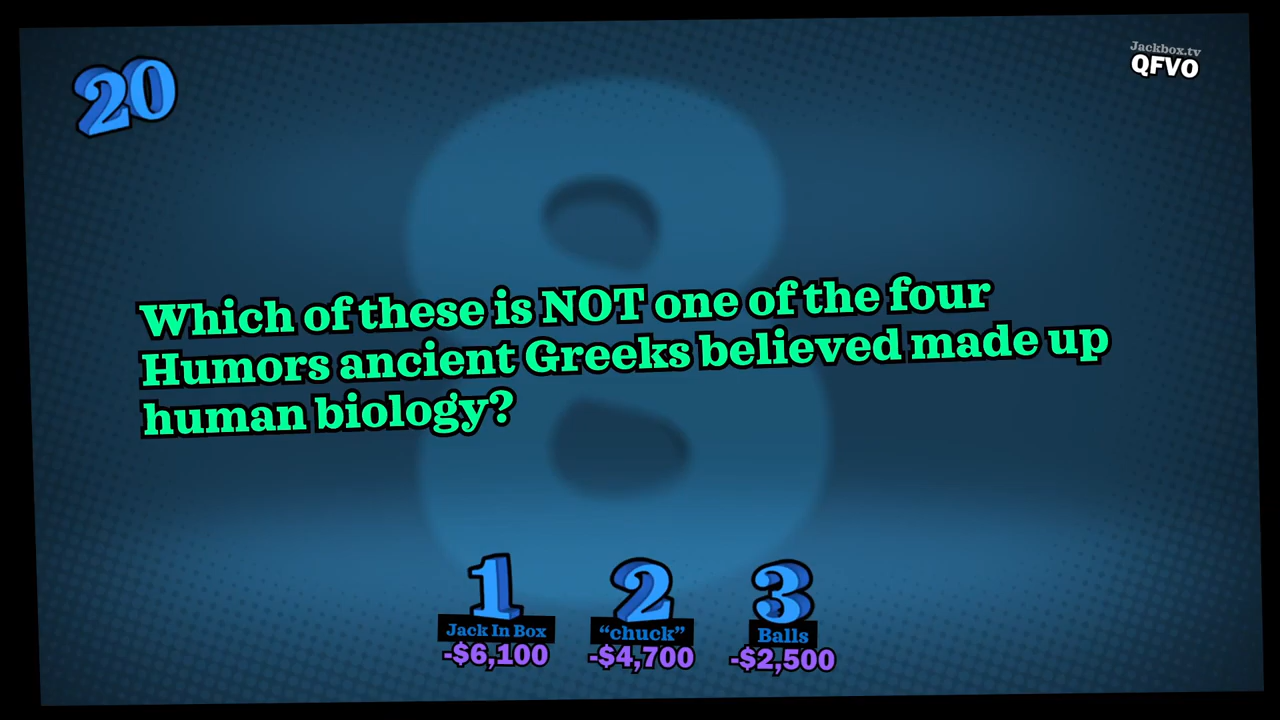 20
Jackbox.tv
QFVO
Which of these is NOT one of the four
Humors ancient Greeks believed made up
human biology?
8
1
Jack In Box
-$6,100
2
“chuck”
-$4,700
3
Balls
-$2,500